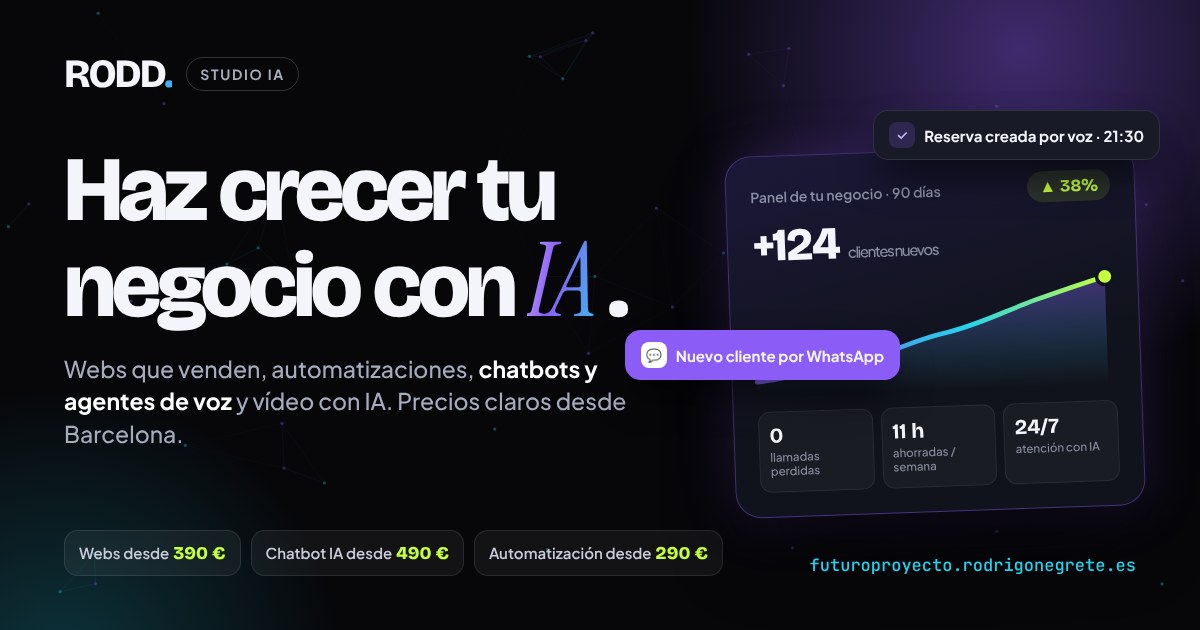 RODD.
STUDIO IA
Haz crecer tu
negocio con IA.
Webs que venden, automatizaciones, chatbots y
agentes de voz y vídeo con IA. Precios claros desde
Barcelona.
Webs desde 390 €
Chatbot IA desde 490 €
Automatización desde 290 €
Reserva creada por voz · 21:30
Panel de tu negocio · 90 días
▲ 38%
+124 clientes nuevos
Nuevo cliente por WhatsApp
0
llamadas
perdidas
11 h
ahorradas /
semana
24/7
atención con IA
futuroproyecto.rodrigonegrete.es